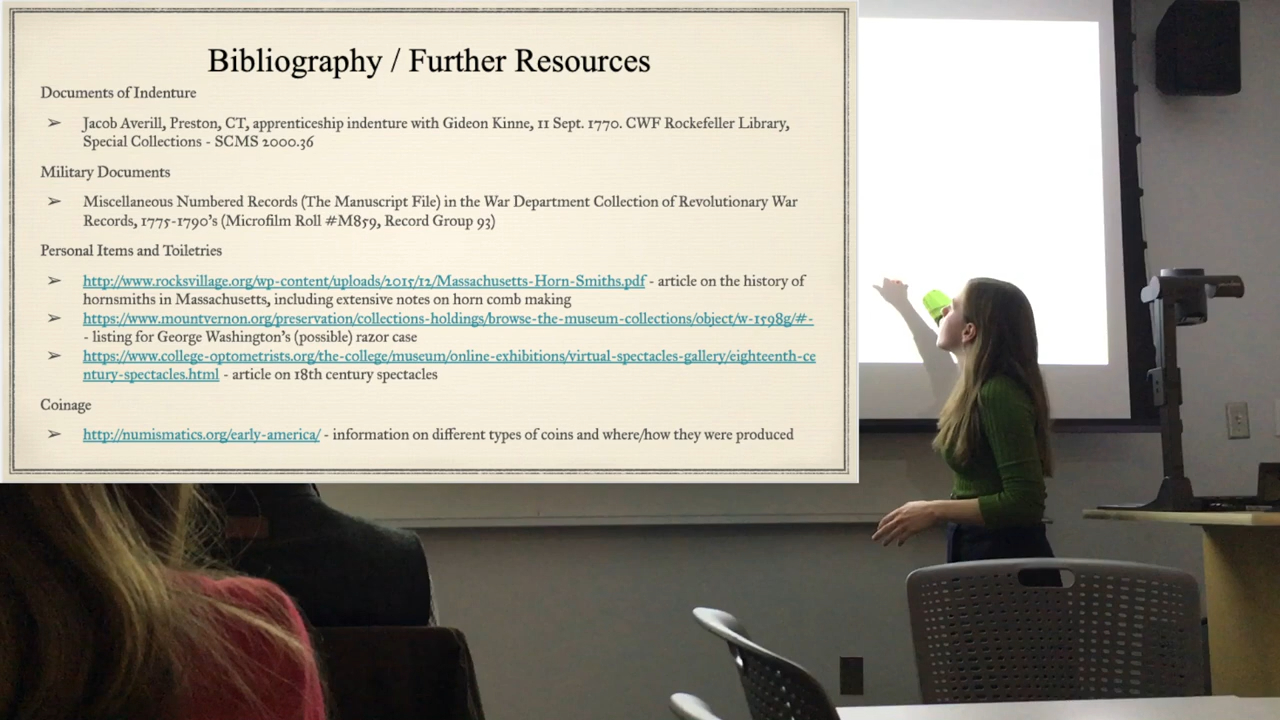 Bibliography / Further Resources
Documents of Indenture
➢ Jacob Averill, Preston, CT, apprenticeship indenture with Gideon Kinne, 11 Sept. 1770. CWF Rockefeller Library,
Special Collections - SCMS 2000.36
Military Documents
➢ Miscellaneous Numbered Records (The Manuscript File) in the War Department Collection of Revolutionary War
Records, 1775-1790's (Microfilm Roll #M859, Record Group 93)
Personal Items and Toiletries
➢ http://www.rocksvillage.org/wp-content/uploads/2015/12/Massachusetts-Horn-Smiths.pdf - article on the history of
hornsmiths in Massachusetts, including extensive notes on horn comb making
➢ https://www.mountvernon.org/preservation/collections-holdings/browse-the-museum-collections/object/w-1598g/#-
- listing for George Washington's (possible) razor case
➢ https://www.college-optometrists.org/the-college/museum/online-exhibitions/virtual-spectacles-gallery/eighteenth-ce
ntury-spectacles.html - article on 18th century spectacles
Coinage
➢ http://numismatics.org/early-america/ - information on different types of coins and where/how they were produced